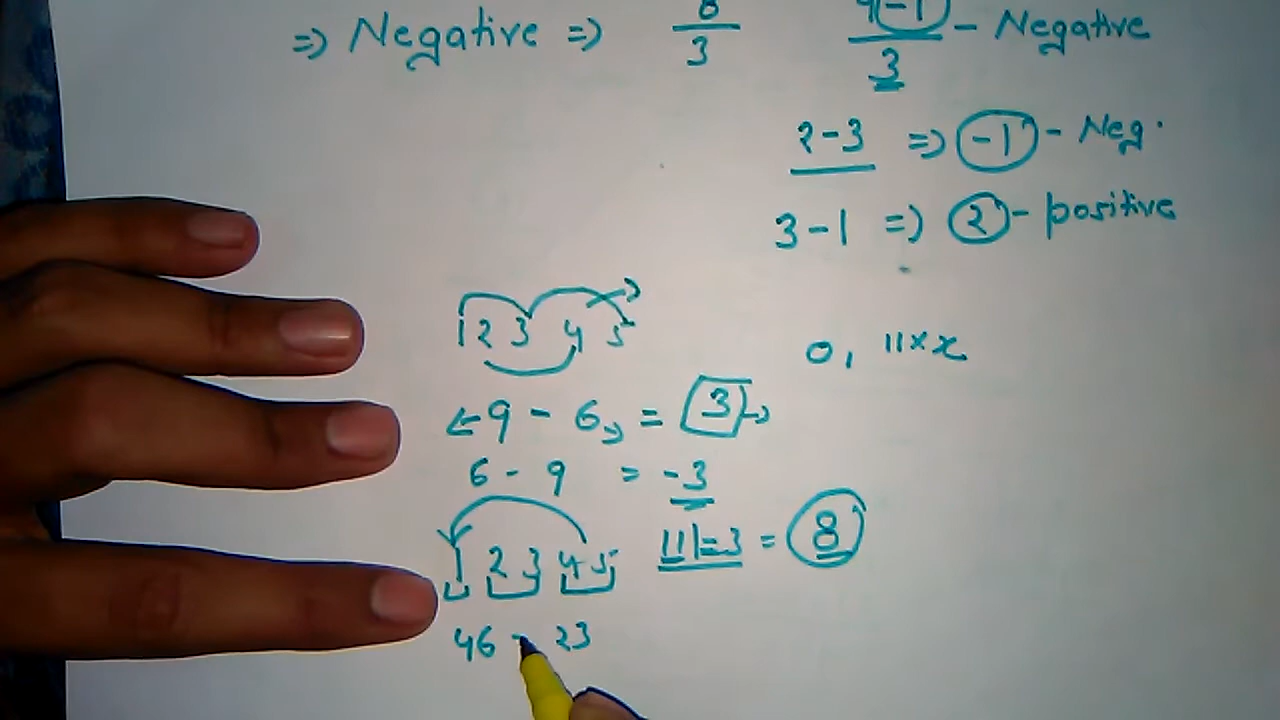 ⇒ Negative ⇒ 8/3 9(-1)/3 - Negative
2-3 ⇒ -1 - Neg.
3-1 ⇒ 2 - positive
1 2 3 4 5
0, 11×x
←9 - 6→ = 3→
6 - 9 = -3
1 2 3 4 5 11-3 = 8
46 - 23